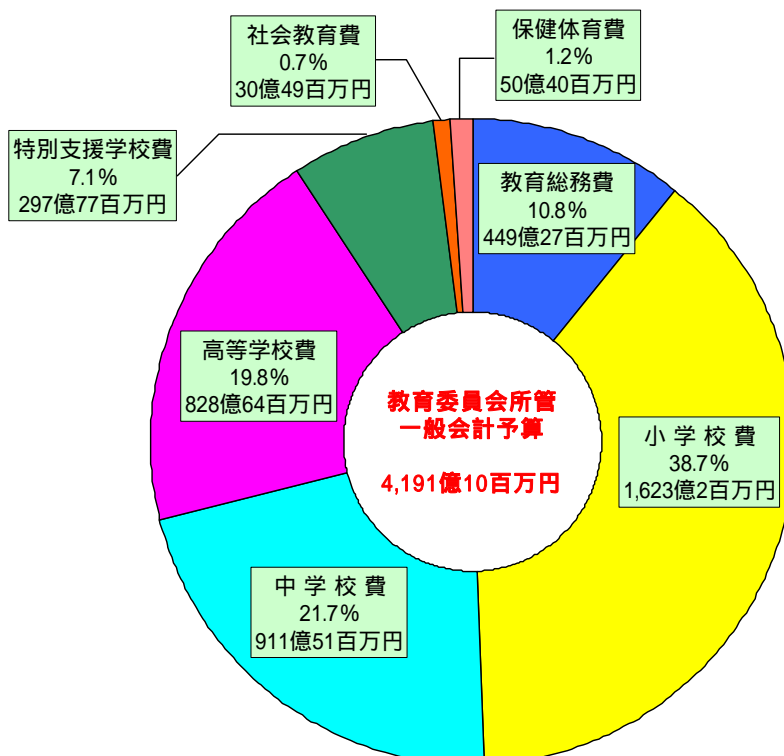 社会教育費
0.7%
30億49百万円
保健体育費
1.2%
50億40百万円
特別支援学校費
7.1%
297億77百万円
教育総務費
10.8%
449億27百万円
高等学校費
19.8%
828億64百万円
教育委員会所管
一般会計予算
4,191億10百万円
小 学 校 費
38.7%
1,623億2百万円
中 学 校 費
21.7%
911億51百万円